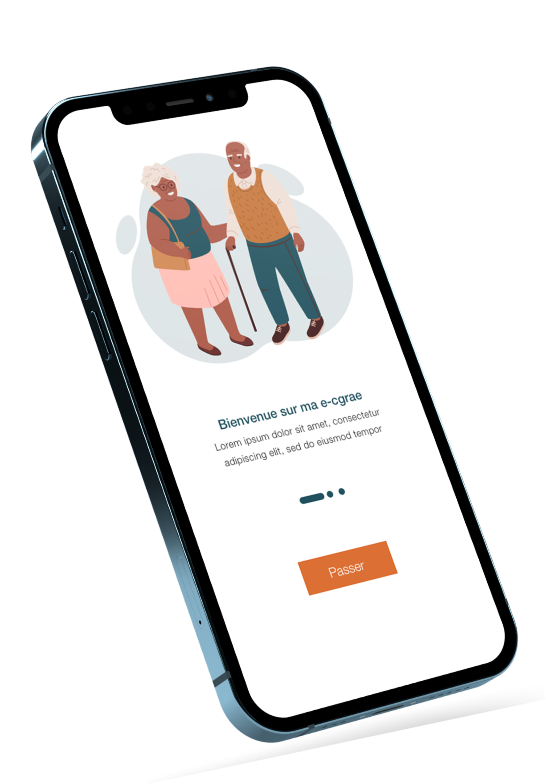 Bienvenue sur ma e-cgrae
Lorem ipsum dolor sit amet, consectetur
adipiscing elit, sed do eiusmod tempor
Passer